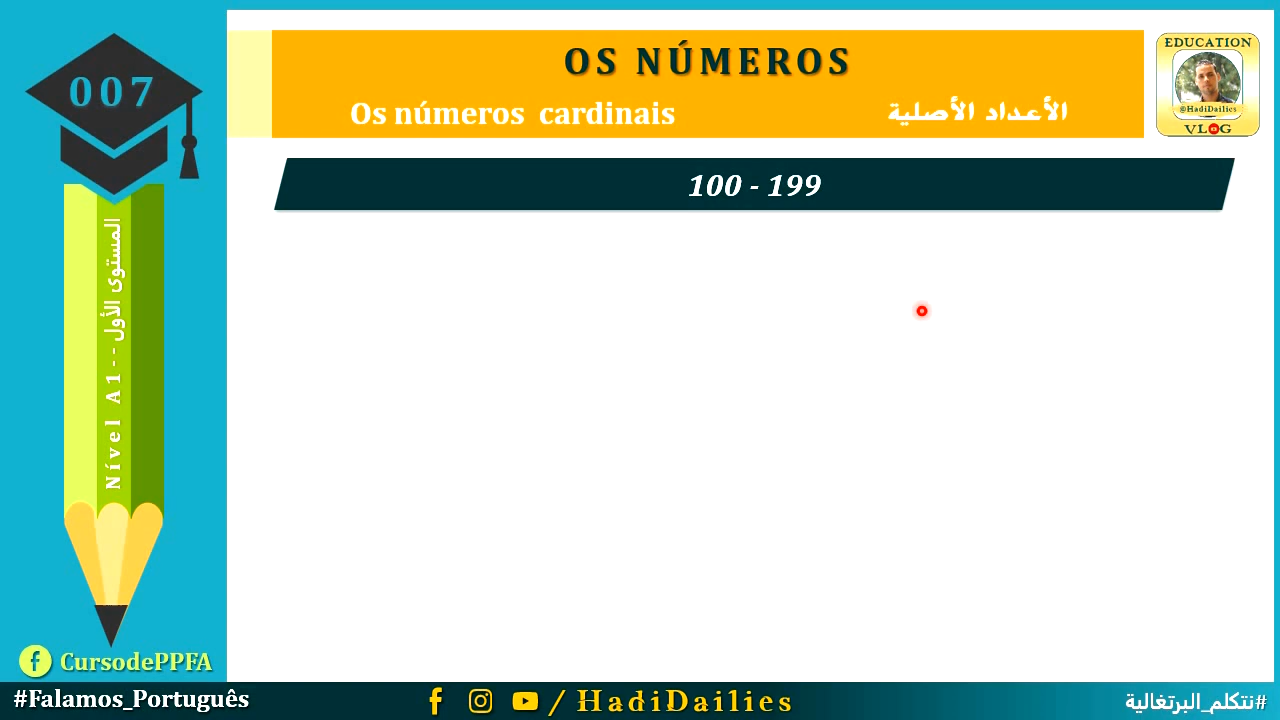 007
OS NÚMEROS
Os números cardinais
الأعداد الأصلية
EDUCATION
@HadiDailies
VLOG
100 - 199
Nível A1 - - المستوى الأول
CursodePPFA
#Falamos_Português
/ HadiDailies
#نتكلم_البرتغالية